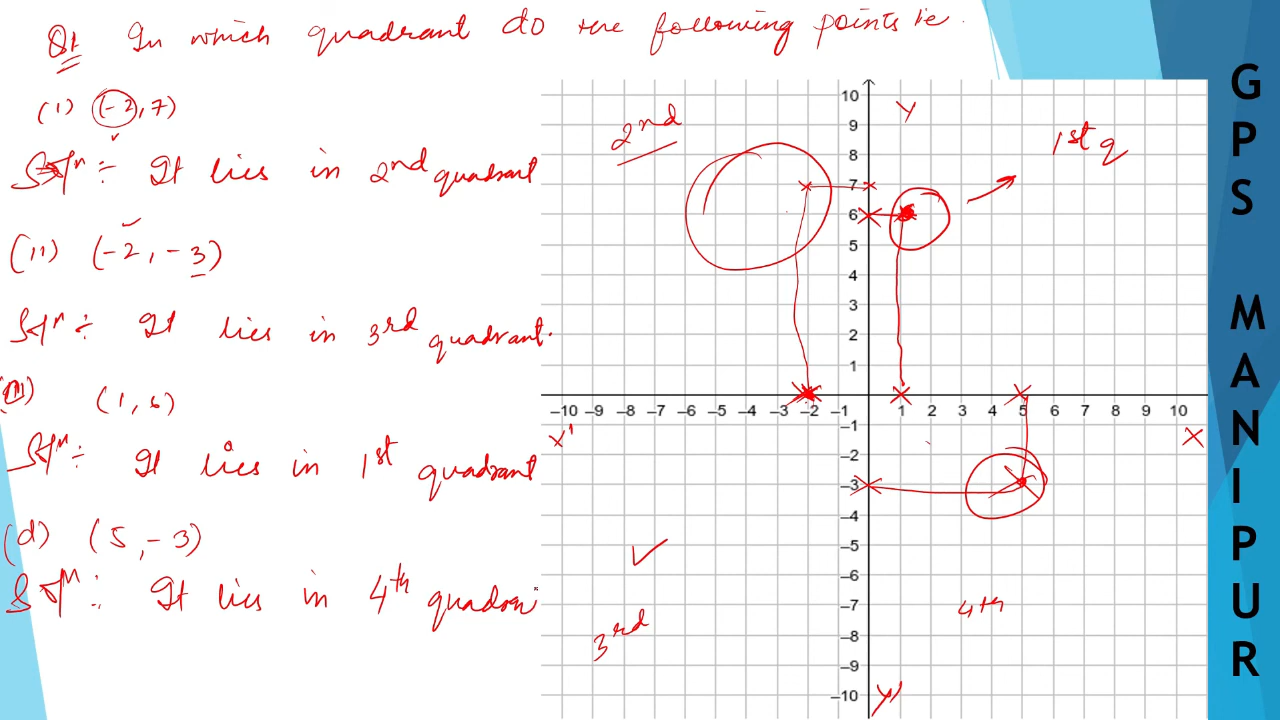 Q1 In which quadrant do the following points lie.
(i) (-2, 7)
Solⁿ:- It lies in 2nd quadrant
(ii) (-2, -3)
Solⁿ:- It lies in 3rd quadrant.
(iii) (1, 6)
Solⁿ:- It lies in 1st quadrant
(d) (5, -3)
Solⁿ:- It lies in 4th quadran
2nd
1st q
3rd
4th
Y
X'
X
Y'
10
9
8
7
6
5
4
3
2
1
-10 -9 -8 -7 -6 -5 -4 -3 -2 -1 1 2 3 4 5 6 7 8 9 10
-1
-2
-3
-4
-5
-6
-7
-8
-9
-10
GPS MANIPUR